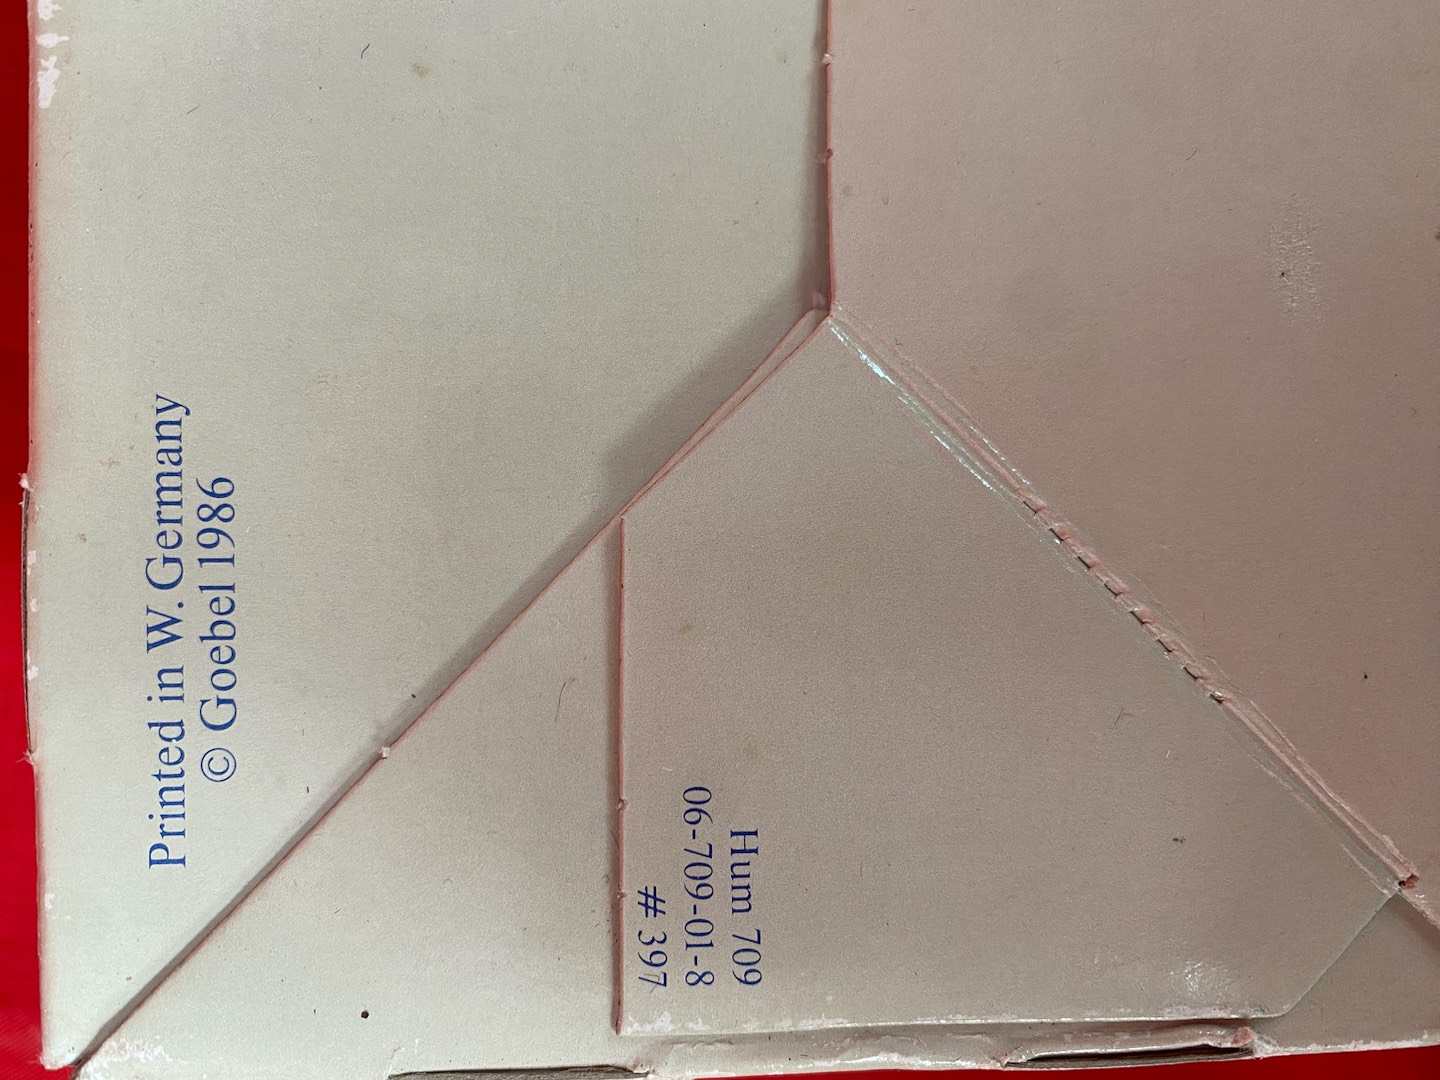 Printed in W. Germany
© Goebel 1986
Hum 709
06-709-01-8
# 397